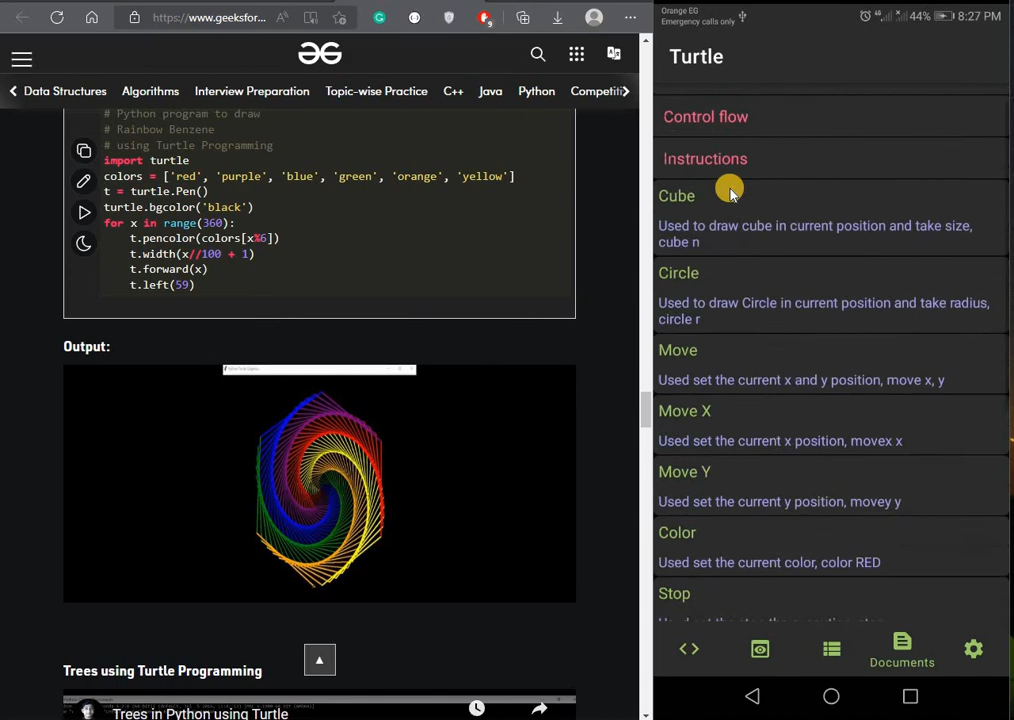 https://www.geeksfor...
Data Structures Algorithms Interview Preparation Topic-wise Practice C++ Java Python Competiti
# Python program to draw
# Rainbow Benzene
# using Turtle Programming
import turtle
colors = ['red', 'purple', 'blue', 'green', 'orange', 'yellow']
t = turtle.Pen()
turtle.bgcolor('black')
for x in range(360):
    t.pencolor(colors[x%6])
    t.width(x//100 + 1)
    t.forward(x)
    t.left(59)
Output:
Trees using Turtle Programming
Trees in Python using Turtle
Orange EG
Emergency calls only
44% 8:27 PM
Turtle
Control flow
Instructions
Cube
Used to draw cube in current position and take size,
cube n
Circle
Used to draw Circle in current position and take radius,
circle r
Move
Used set the current x and y position, move x, y
Move X
Used set the current x position, movex x
Move Y
Used set the current y position, movey y
Color
Used set the current color, color RED
Stop
Documents